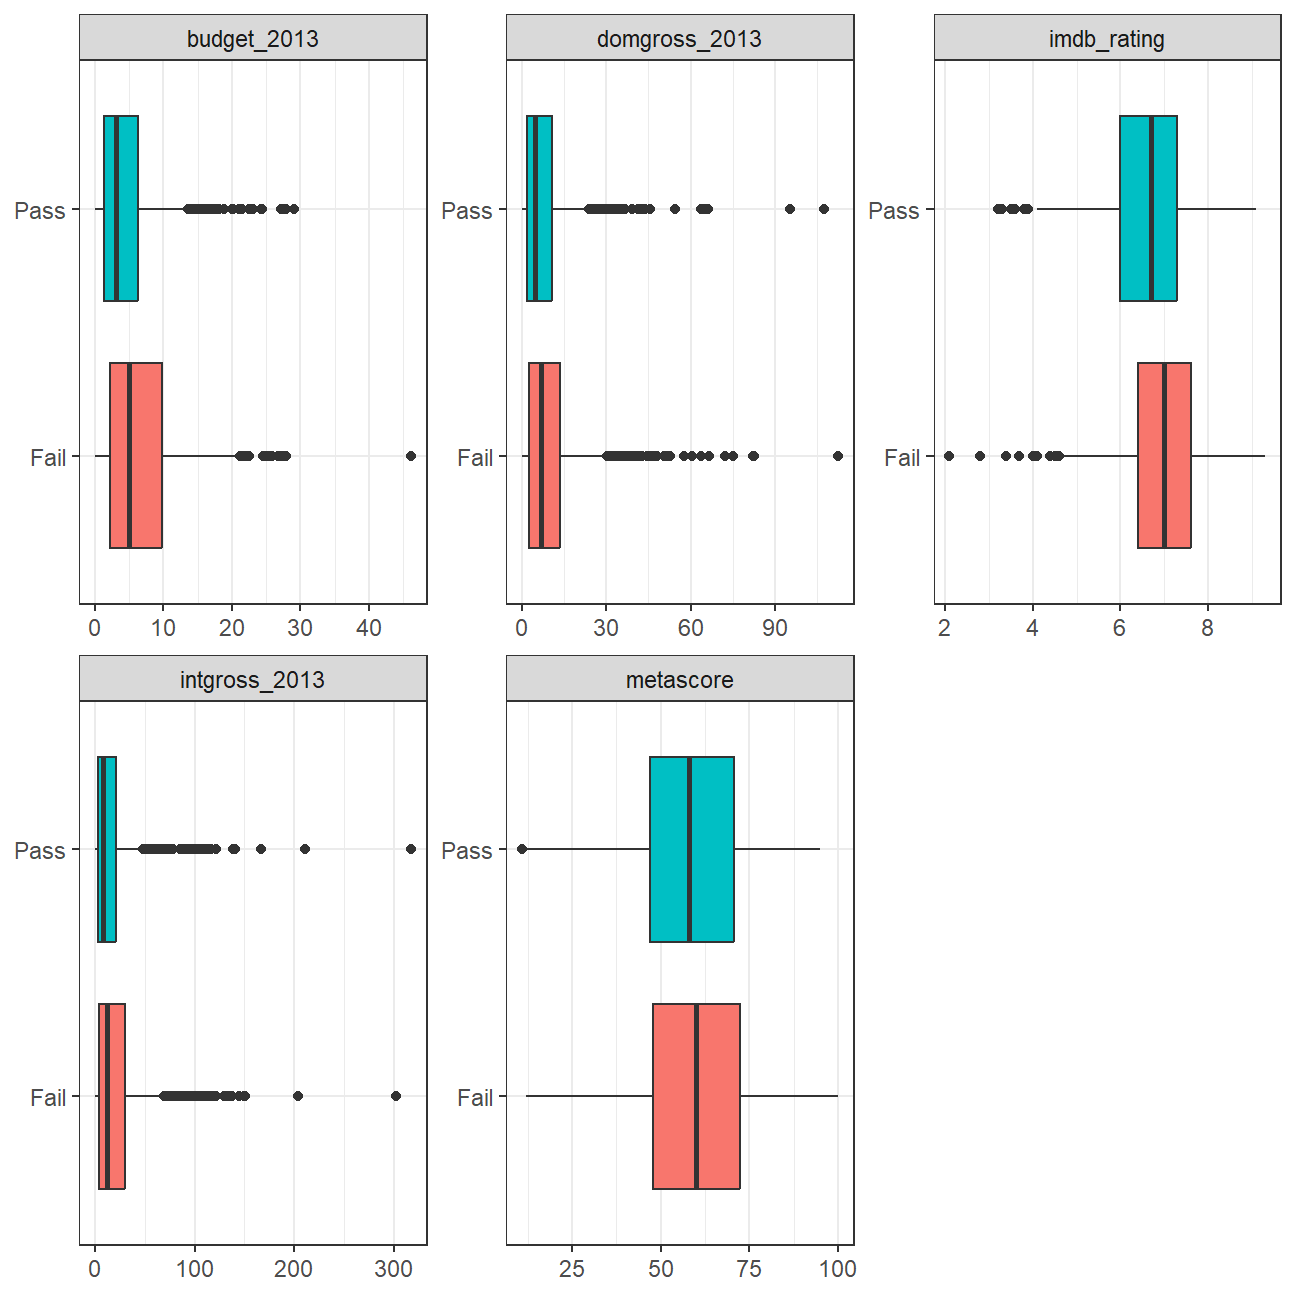 budget_2013 domgross_2013 imdb_rating
Pass Pass Pass
Fail Fail Fail
0 10 20 30 40 0 30 60 90 2 4 6 8
intgross_2013 metascore
Pass Pass
Fail Fail
0 100 200 300 25 50 75 100